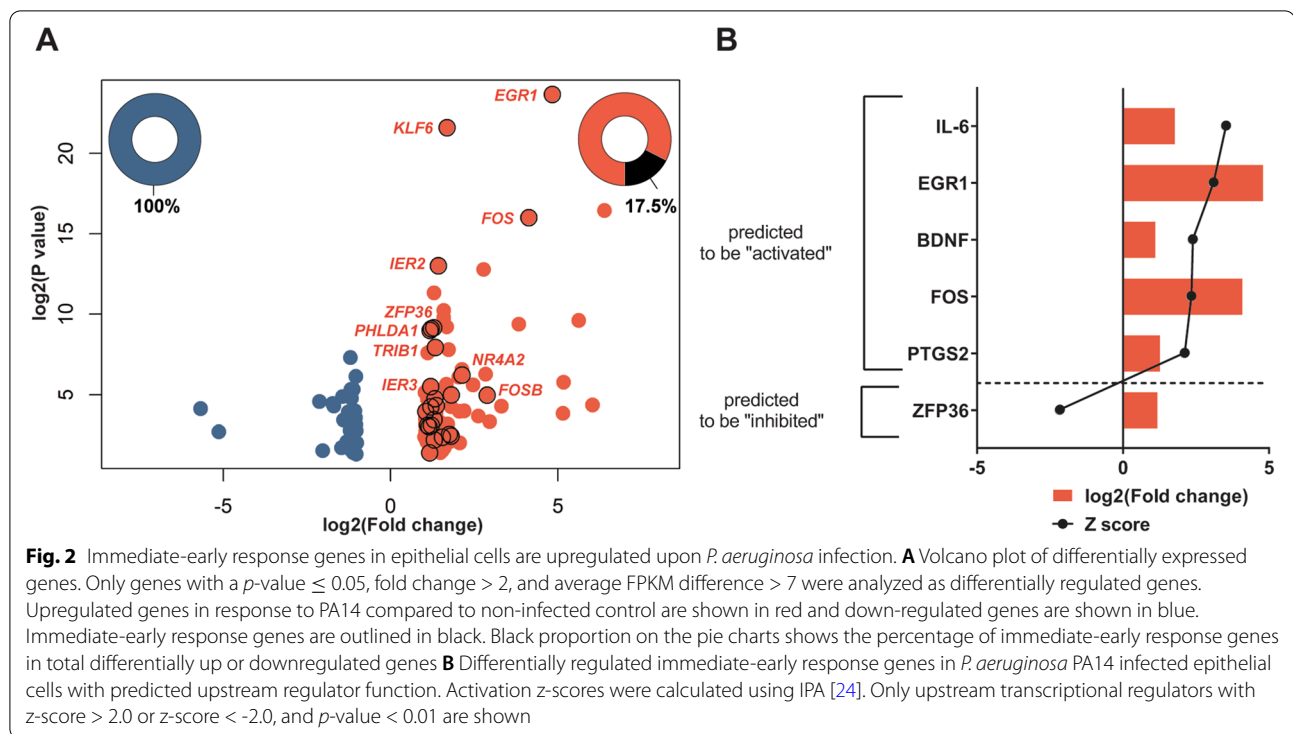 A
B
EGR1
KLF6
100%
17.5%
FOS
IER2
ZFP36
PHLDA1
TRIB1
NR4A2
IER3
FOSB
log2(P value)
20
15
10
5
-5
0
5
log2(Fold change)
IL-6
EGR1
BDNF
FOS
PTGS2
ZFP36
predicted
to be "activated"
predicted
to be "inhibited"
-5
0
5
log2(Fold change)
Z score
Fig. 2 Immediate-early response genes in epithelial cells are upregulated upon P. aeruginosa infection. A Volcano plot of differentially expressed
genes. Only genes with a p-value ≤ 0.05, fold change > 2, and average FPKM difference > 7 were analyzed as differentially regulated genes.
Upregulated genes in response to PA14 compared to non-infected control are shown in red and down-regulated genes are shown in blue.
Immediate-early response genes are outlined in black. Black proportion on the pie charts shows the percentage of immediate-early response genes
in total differentially up or downregulated genes B Differentially regulated immediate-early response genes in P. aeruginosa PA14 infected epithelial
cells with predicted upstream regulator function. Activation z-scores were calculated using IPA [24]. Only upstream transcriptional regulators with
z-score > 2.0 or z-score < -2.0, and p-value < 0.01 are shown